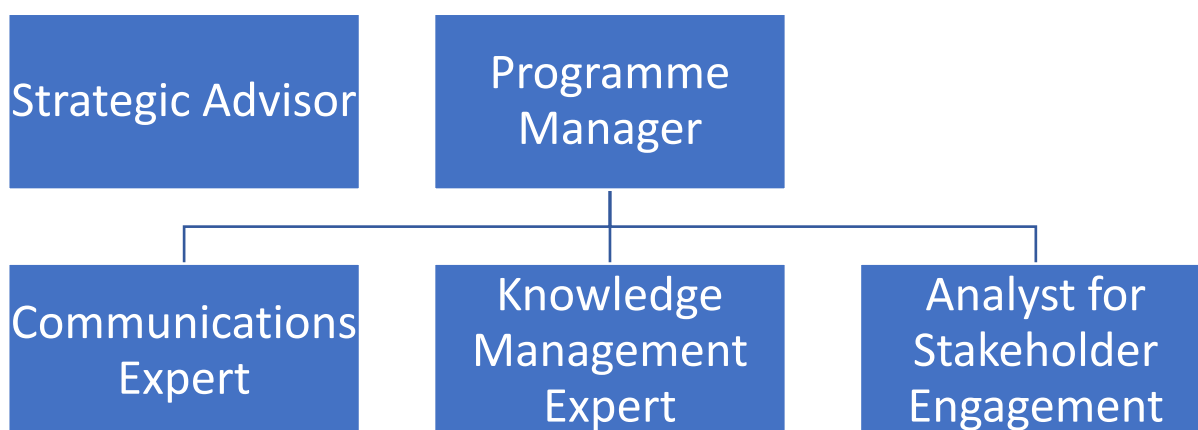 Strategic Advisor
Programme
Manager
Communications
Expert
Knowledge
Management
Expert
Analyst for
Stakeholder
Engagement